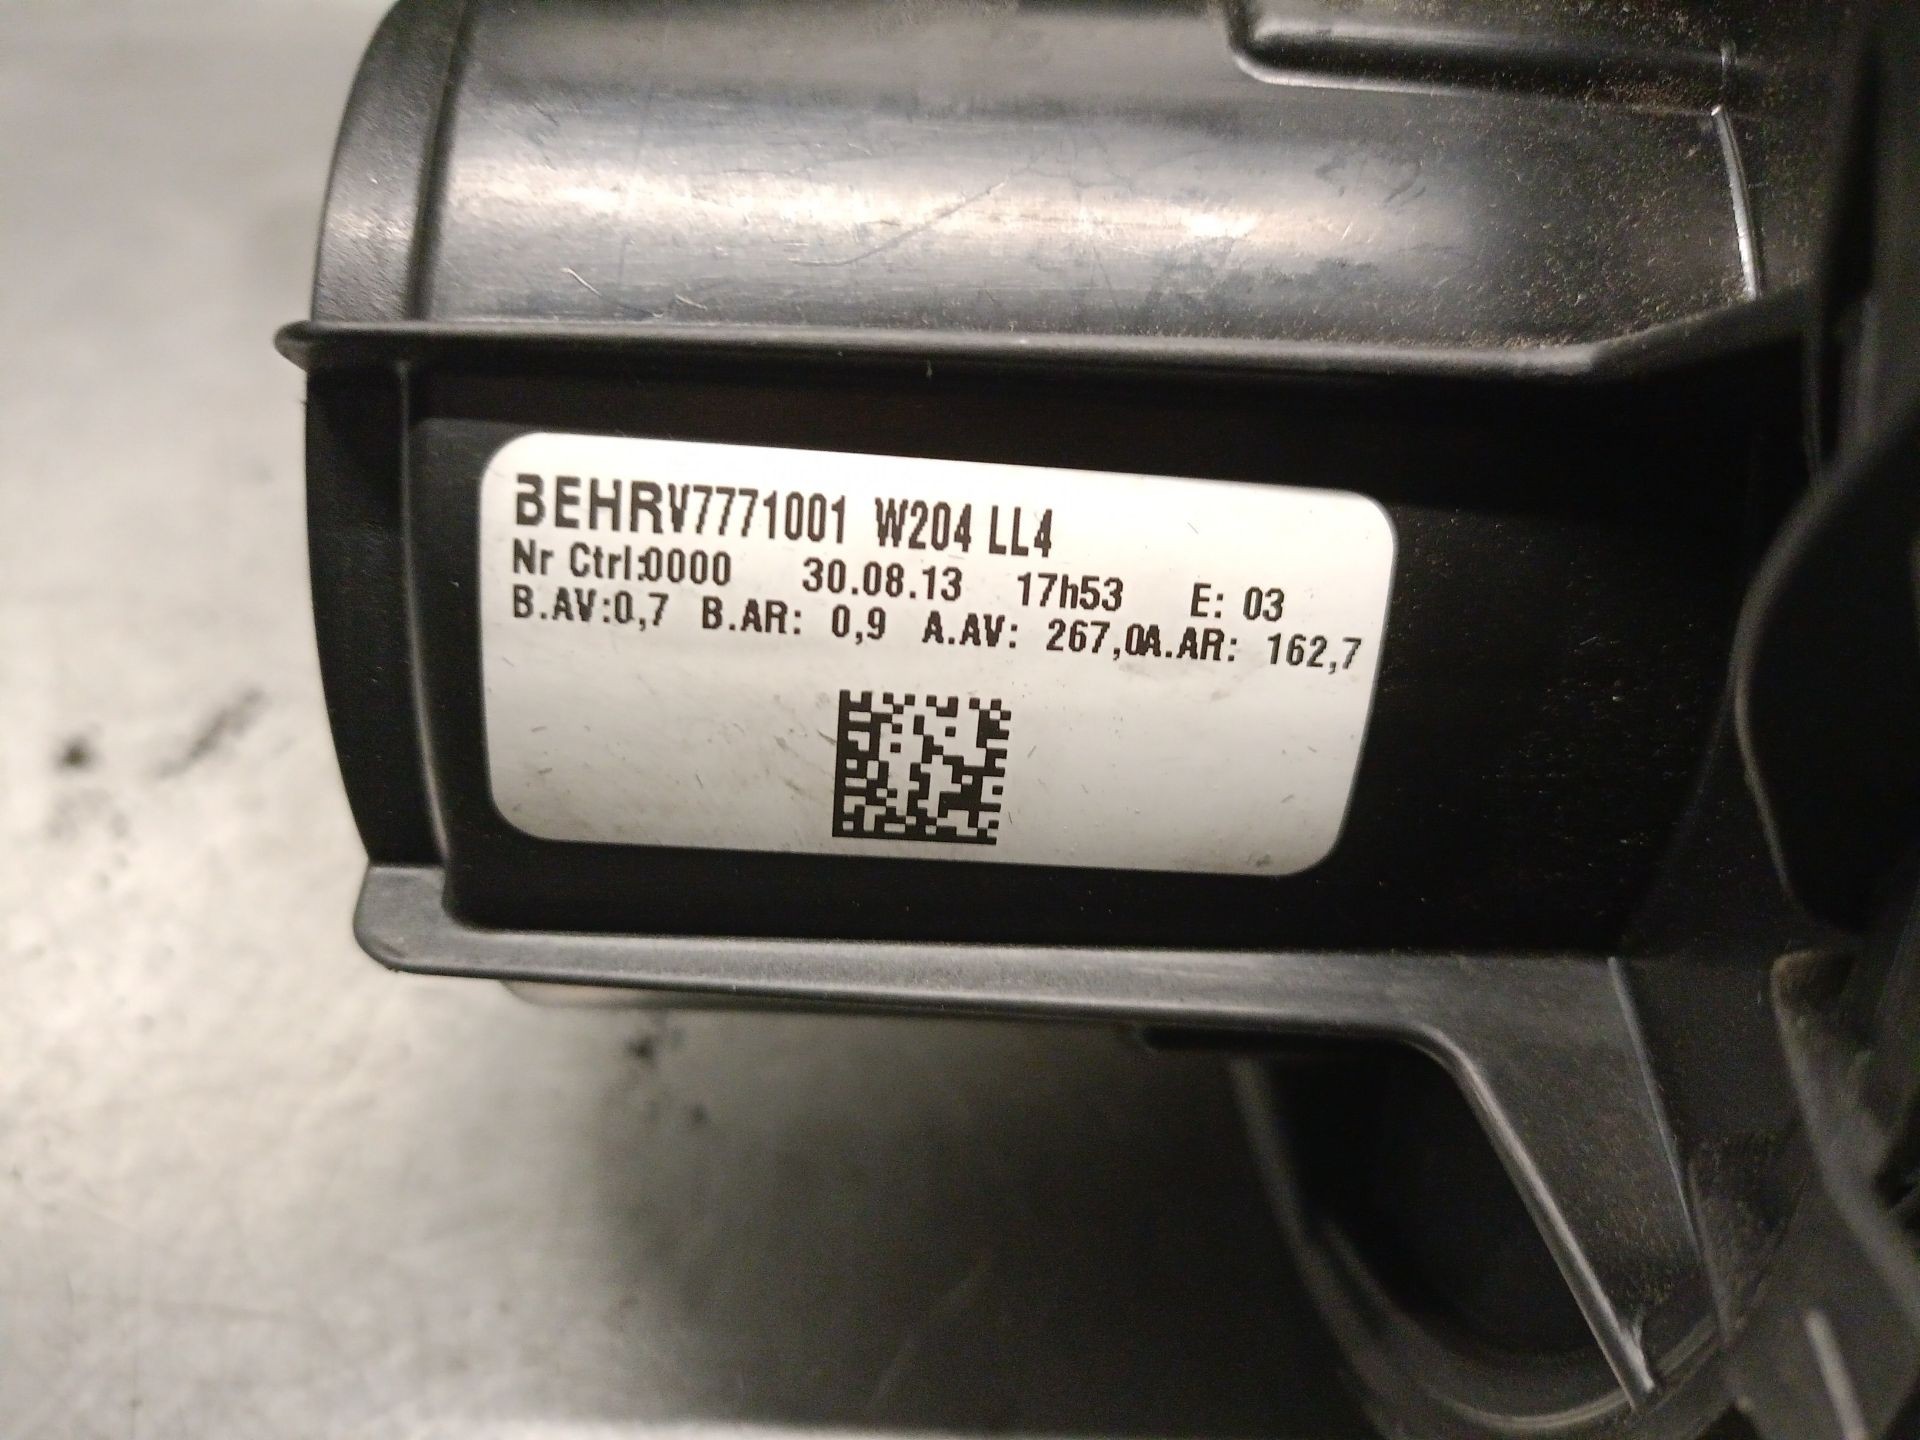 BEHRV7771001 W204 LL4
Nr Ctrl:0000 30.08.13 17h53 E: 03
B.AV:0,7 B.AR: 0,9 A.AV: 267,0A.AR: 162,7